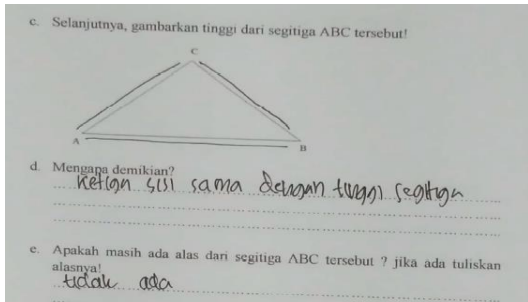 c. Selanjutnya, gambarkan tinggi dari segitiga ABC tersebut!
C
A
B
d. Mengapa demikian?
ketign sisi sama dengan tinggi segitiga
e. Apakah masih ada alas dari segitiga ABC tersebut ? jika ada tuliskan
alasnya!
tidak ada